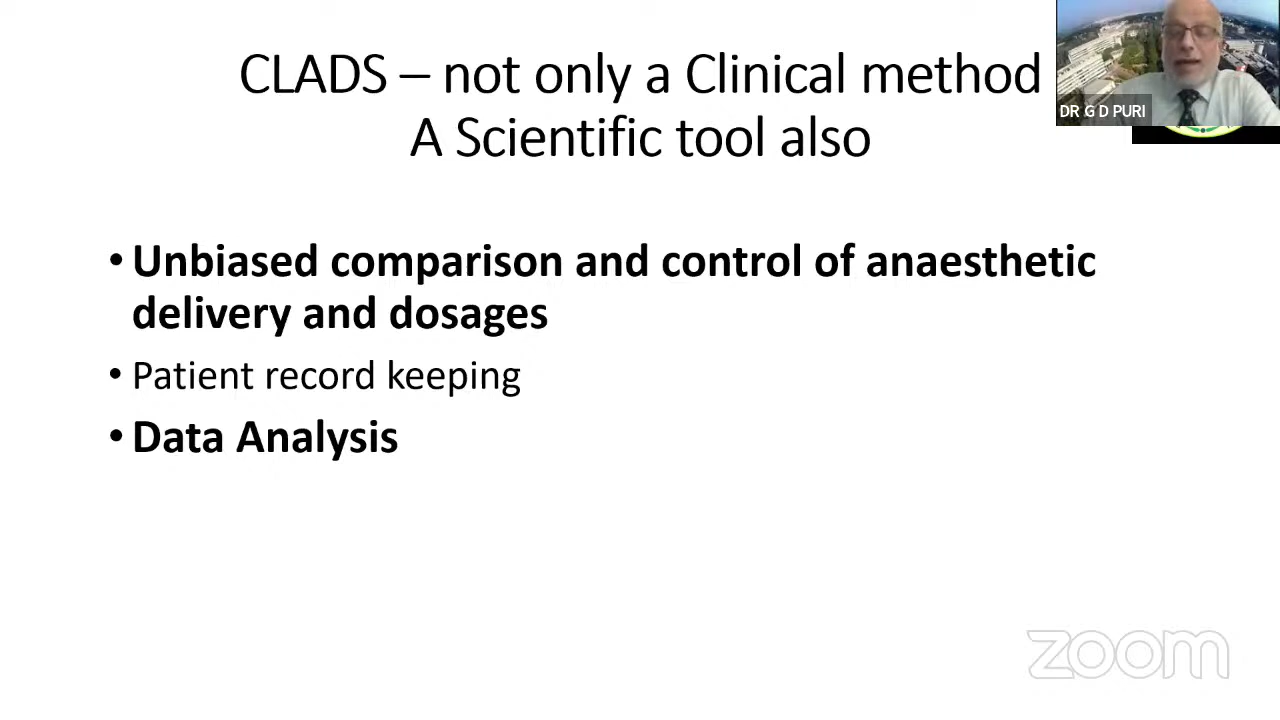 CLADS – not only a Clinical method
A Scientific tool also
DR G D PURI
• Unbiased comparison and control of anaesthetic
delivery and dosages
• Patient record keeping
• Data Analysis
zoom